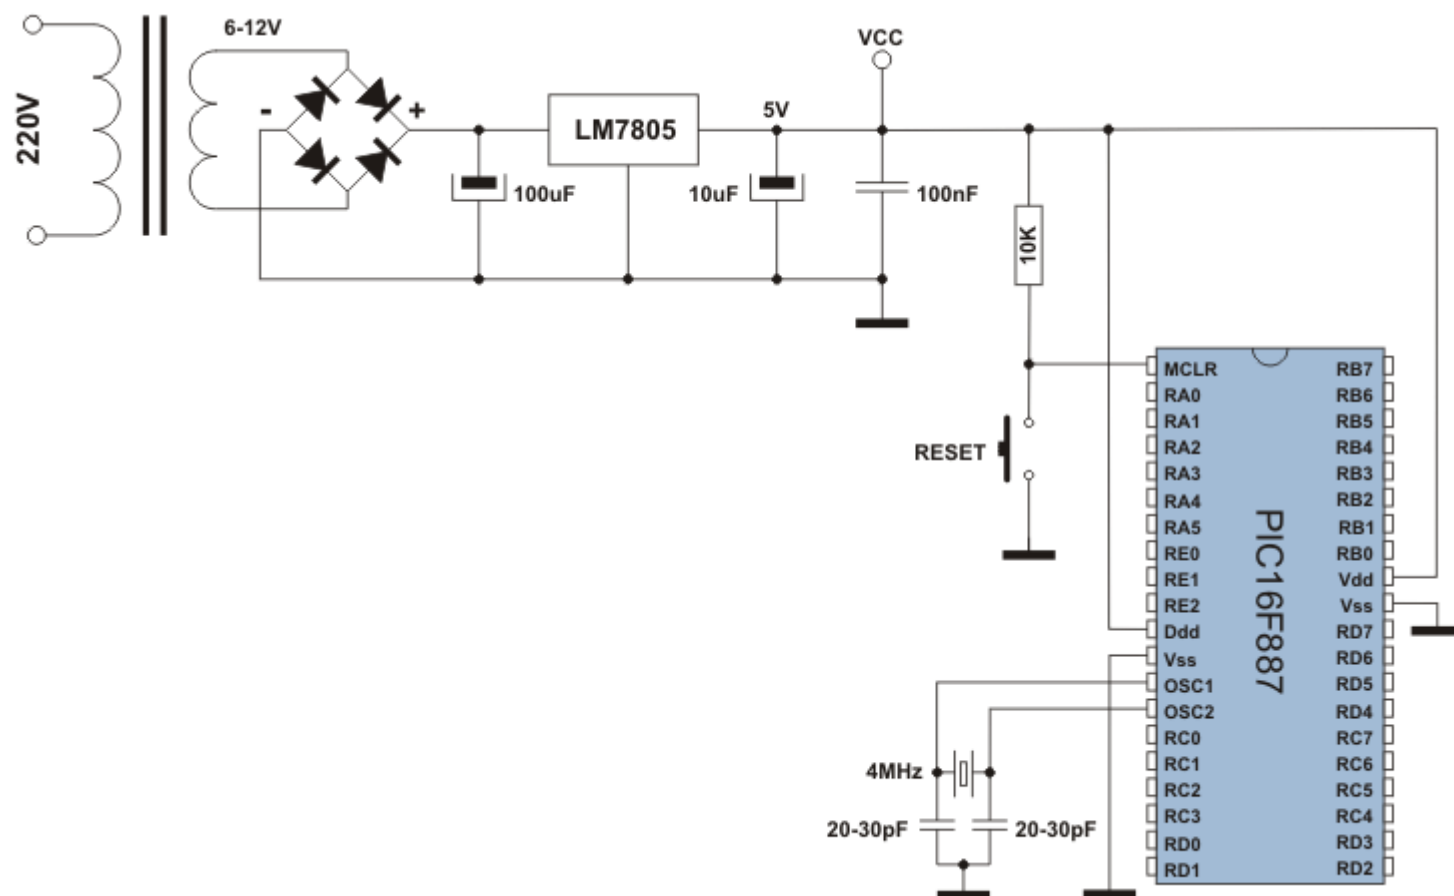 220V
6-12V
-
+
100uF
LM7805
5V
10uF
VCC
100nF
10K
RESET
4MHz
20-30pF
20-30pF
PIC16F887
MCLR
RA0
RA1
RA2
RA3
RA4
RA5
RE0
RE1
RE2
Ddd
Vss
OSC1
OSC2
RC0
RC1
RC2
RC3
RD0
RD1
RB7
RB6
RB5
RB4
RB3
RB2
RB1
RB0
Vdd
Vss
RD7
RD6
RD5
RD4
RC7
RC6
RC5
RC4
RD3
RD2